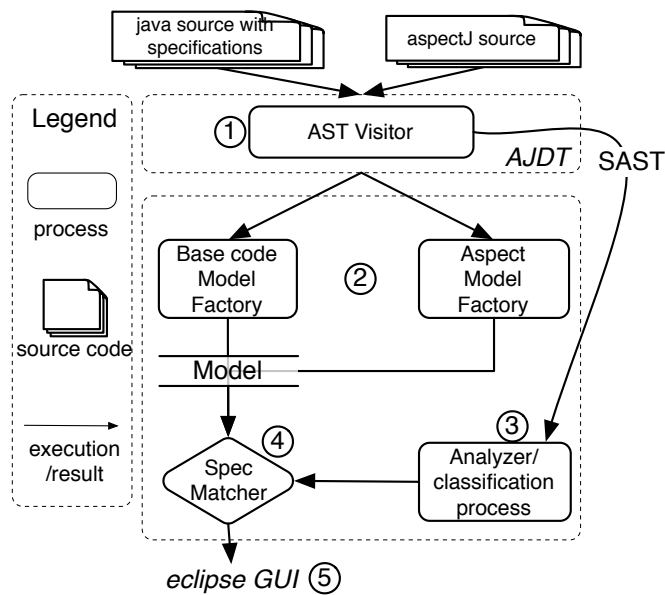 java source with
specifications
aspectJ source
Legend
process
source code
execution
/result
1
AST Visitor
AJDT
SAST
Base code
Model
Factory
2
Aspect
Model
Factory
Model
3
4
Spec
Matcher
Analyzer/
classification
process
eclipse GUI 5